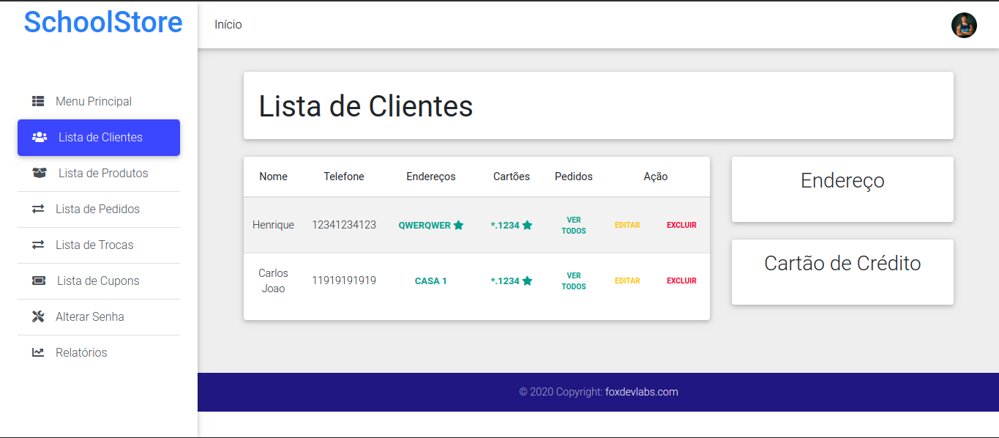 SchoolStore
Início
Menu Principal
Lista de Clientes
Lista de Produtos
Lista de Pedidos
Lista de Trocas
Lista de Cupons
Alterar Senha
Relatórios
Lista de Clientes
Nome Telefone Endereços Cartões Pedidos Ação
Henrique 12341234123 QWERQWER *.1234 VER TODOS EDITAR EXCLUIR
Carlos Joao 11919191919 CASA 1 *.1234 VER TODOS EDITAR EXCLUIR
Endereço
Cartão de Crédito
© 2020 Copyright: foxdevlabs.com